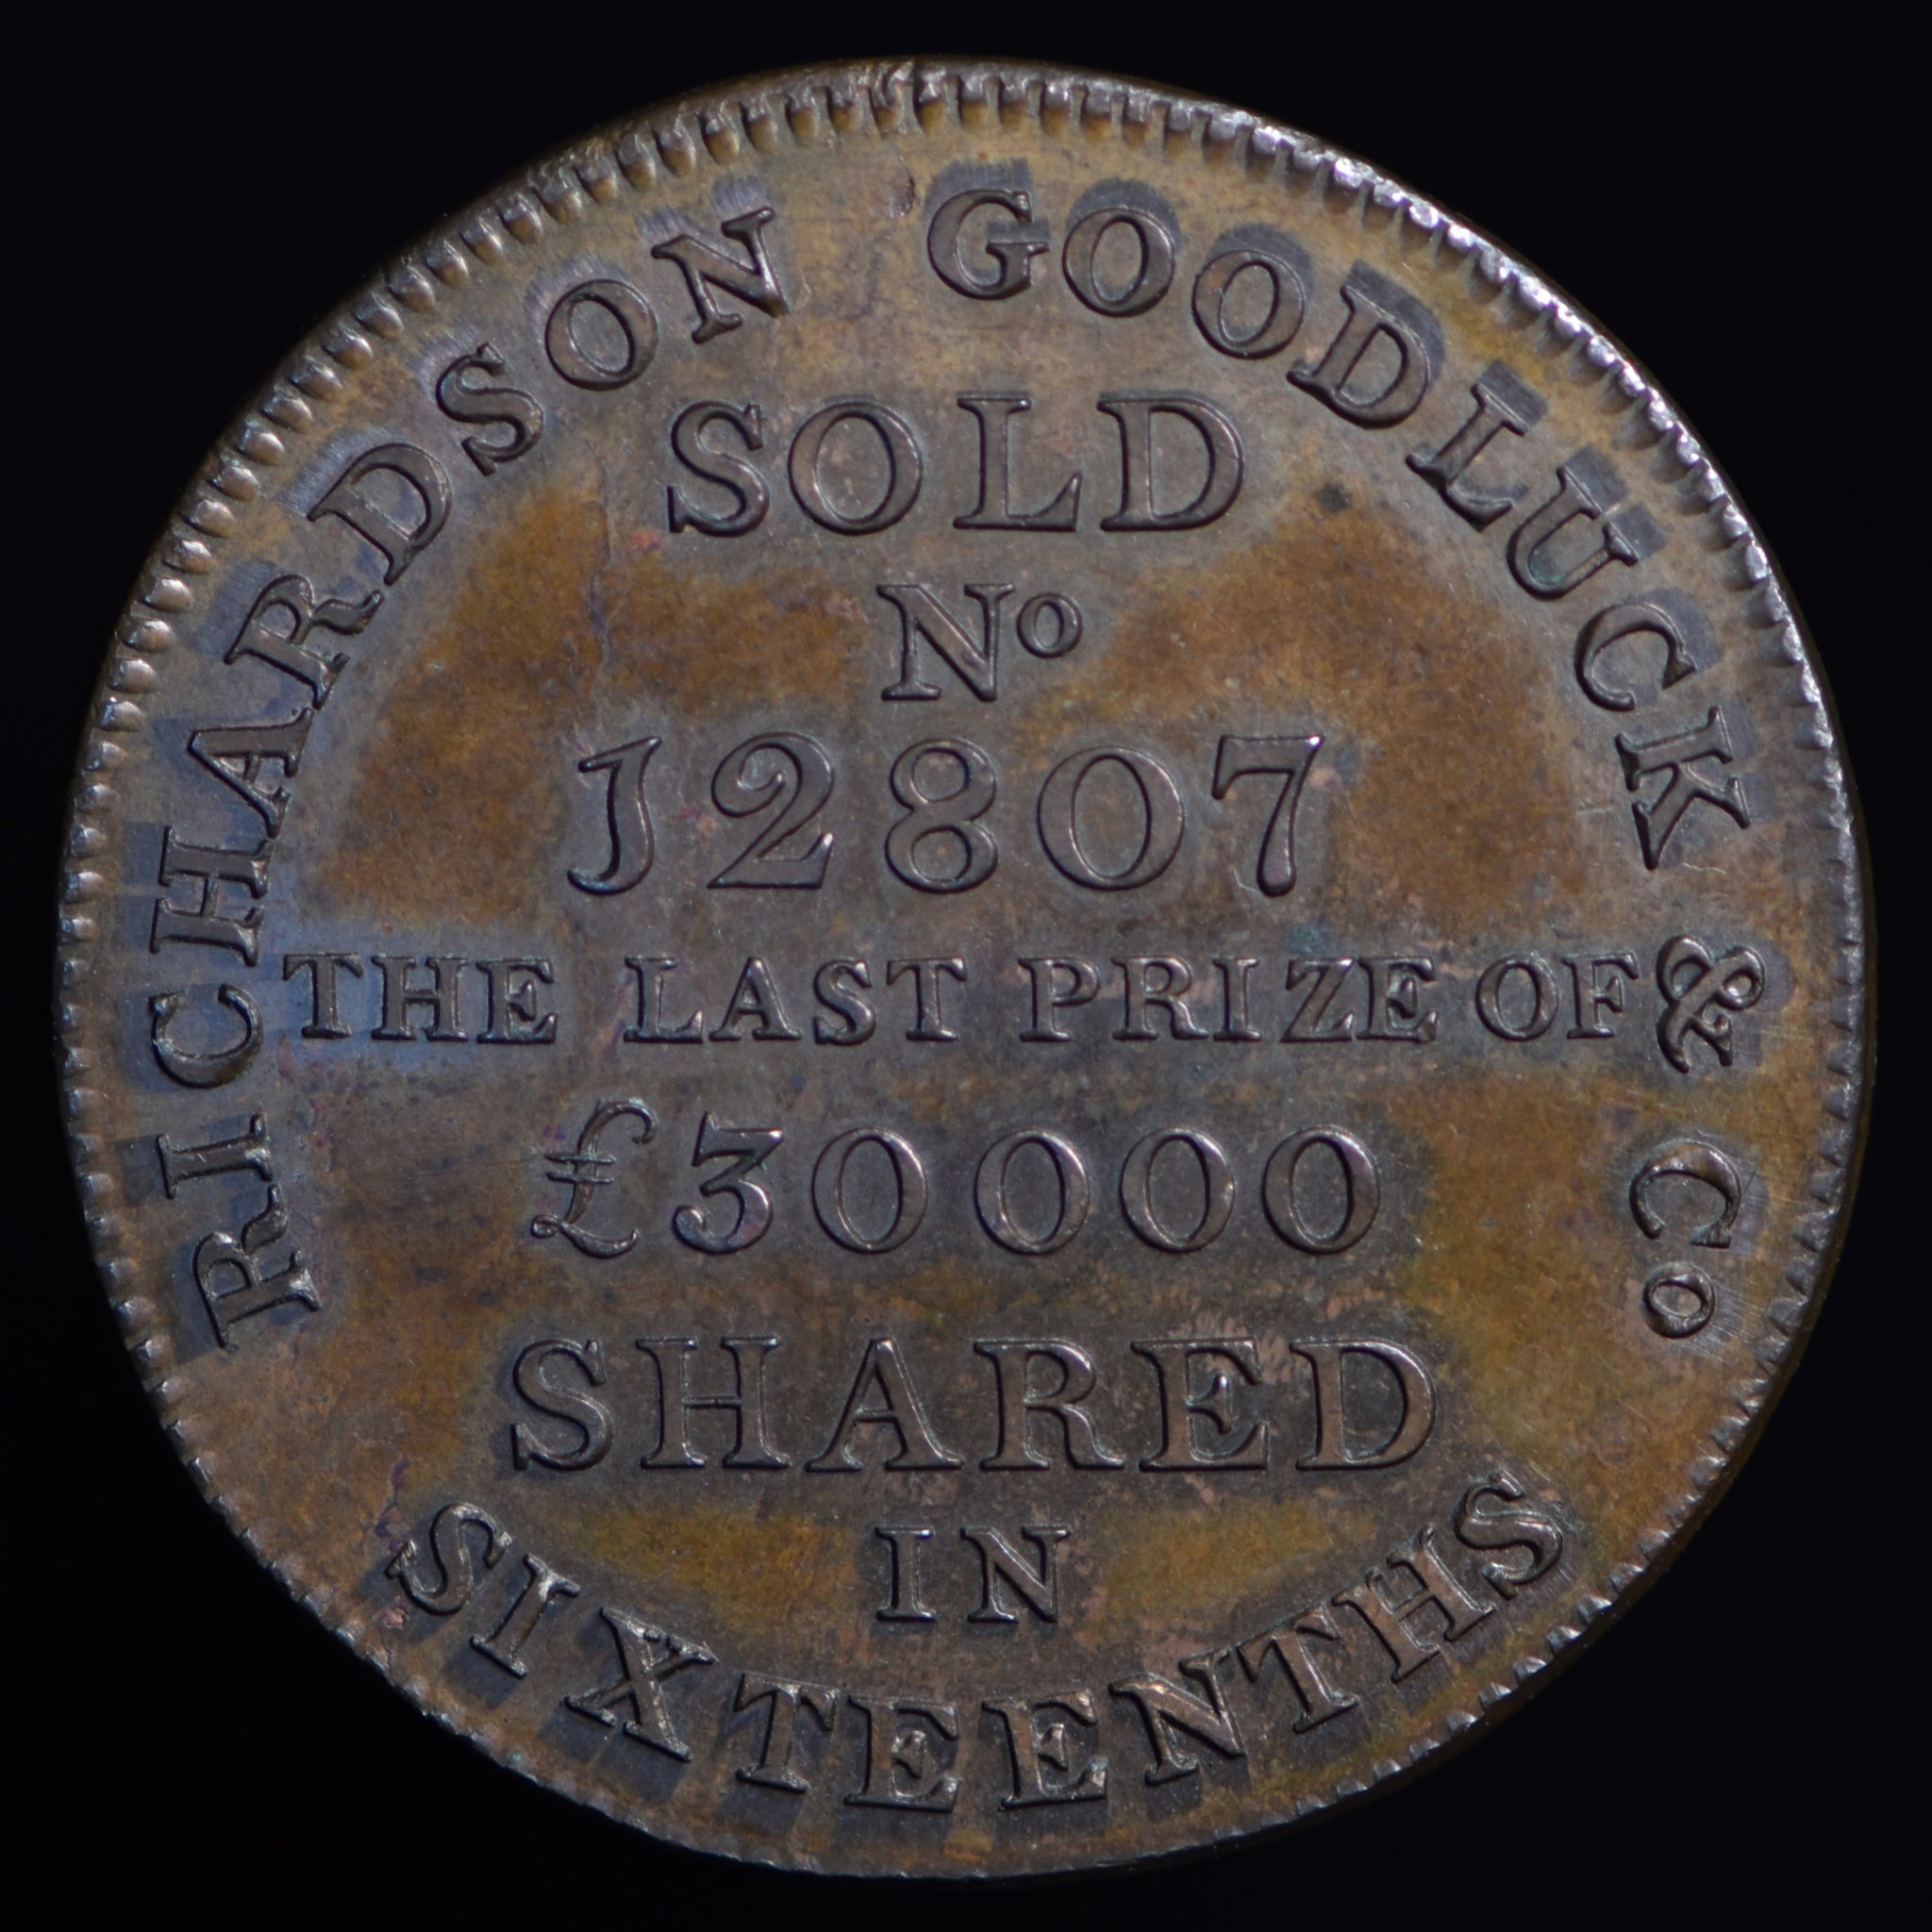 RICHARDSON GOODLUCK & Co
SOLD
No
12807
THE LAST PRIZE OF
£30000
SHARED
IN
SIXTEENTHS